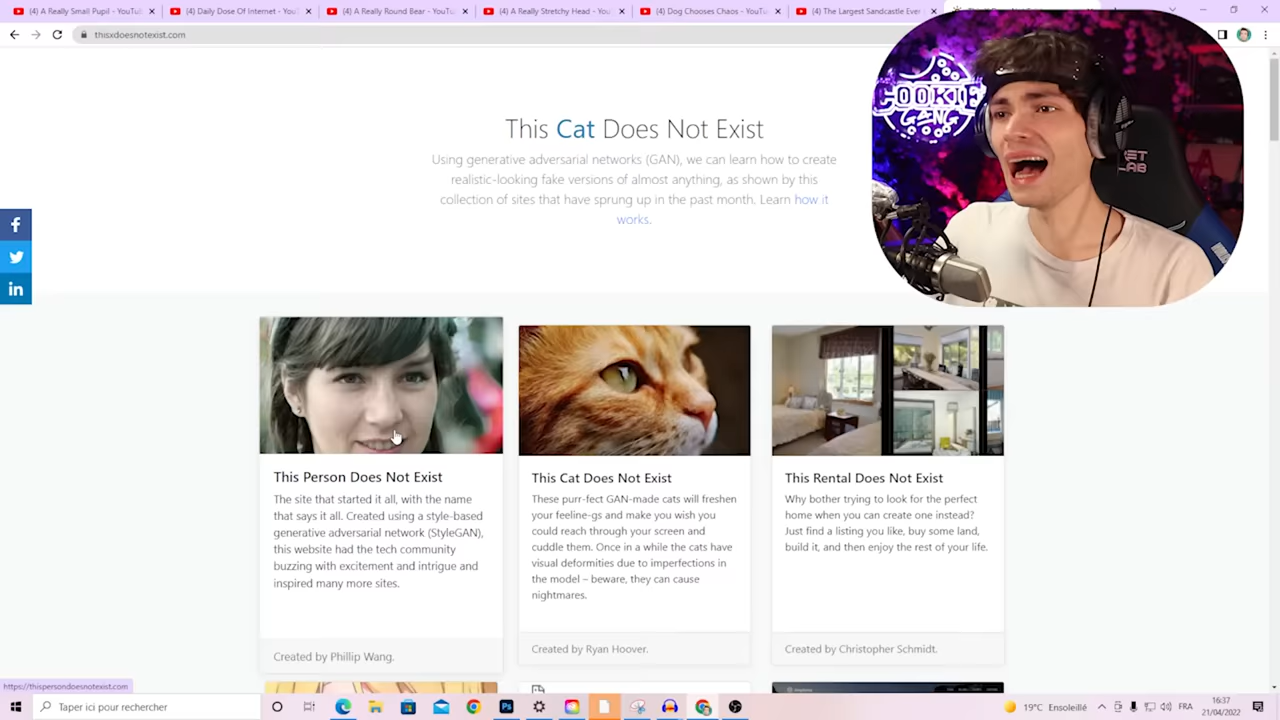 (4) A Really Small Pupil - YouTub
(4) Daily Dose Of Internet - You
(4) A Really Round Bear - YouTu
(4) A Really Stretchy Head - You
(4) Dog Chooses Chaos - YouTu
(4) The Largest Sandcastle Ever
thisxdoesnotexist.com
COOKIE
GANG
This Cat Does Not Exist
Using generative adversarial networks (GAN), we can learn how to create
realistic-looking fake versions of almost anything, as shown by this
collection of sites that have sprung up in the past month. Learn how it
works.
This Person Does Not Exist
The site that started it all, with the name
that says it all. Created using a style-based
generative adversarial network (StyleGAN),
this website had the tech community
buzzing with excitement and intrigue and
inspired many more sites.
Created by Phillip Wang.
This Cat Does Not Exist
These purr-fect GAN-made cats will freshen
your feeline-gs and make you wish you
could reach through your screen and
cuddle them. Once in a while the cats have
visual deformities due to imperfections in
the model – beware, they can cause
nightmares.
Created by Ryan Hoover.
This Rental Does Not Exist
Why bother trying to look for the perfect
home when you can create one instead?
Just find a listing you like, buy some land,
build it, and then enjoy the rest of your life.
Created by Christopher Schmidt.
https://thispersondoesnotexist.com
Taper ici pour rechercher
19°C Ensoleillé
FRA
16:37
21/04/2022